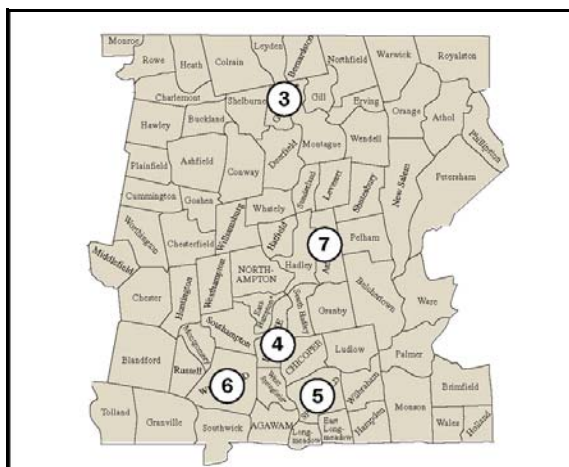 Monroe
Rowe
Heath
Colrain
Leyden
Bernardston
Northfield
Warwick
Royalston
Charlemont
Shelburne
3
Gill
Erving
Orange
Athol
Phillipston
Hawley
Buckland
Deerfield
Montague
Wendell
Plainfield
Ashfield
Conway
Sunderland
Leverett
Shutesbury
New Salem
Petersham
Cummington
Goshen
Williamsburg
Whately
Hatfield
7
Pelham
Worthington
Chesterfield
Hadley
Middlefield
NORTH-
AMPTON
Belchertown
Ware
Chester
Huntington
Westhampton
East
Hampton
South Hadley
Granby
Southampton
4
CHICOPEE
Ludlow
Palmer
Blandford
Montgomery
Russell
6
West
Springfield
5
Wilbraham
Brimfield
Tolland
Granville
Southwick
AGAWAM
Long-
meadow
East
Long-
meadow
Hampden
Monson
Wales
Holland